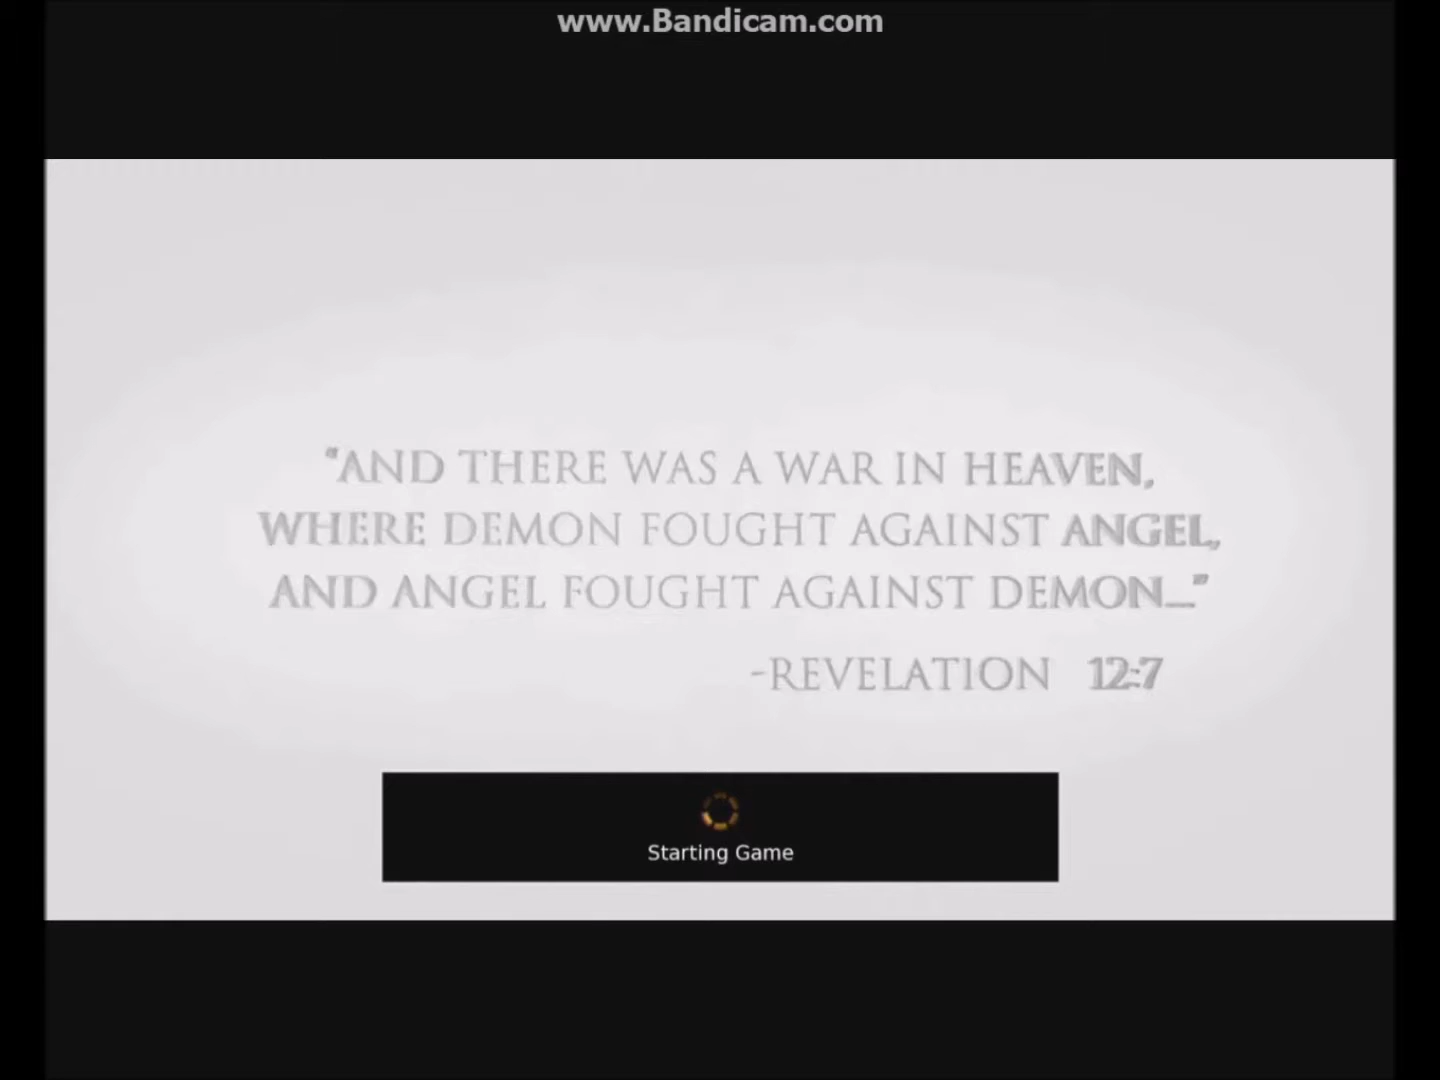 www.Bandicam.com
"AND THERE WAS A WAR IN HEAVEN,
WHERE DEMON FOUGHT AGAINST ANGEL,
AND ANGEL FOUGHT AGAINST DEMON..."
-REVELATION 12:7
Starting Game